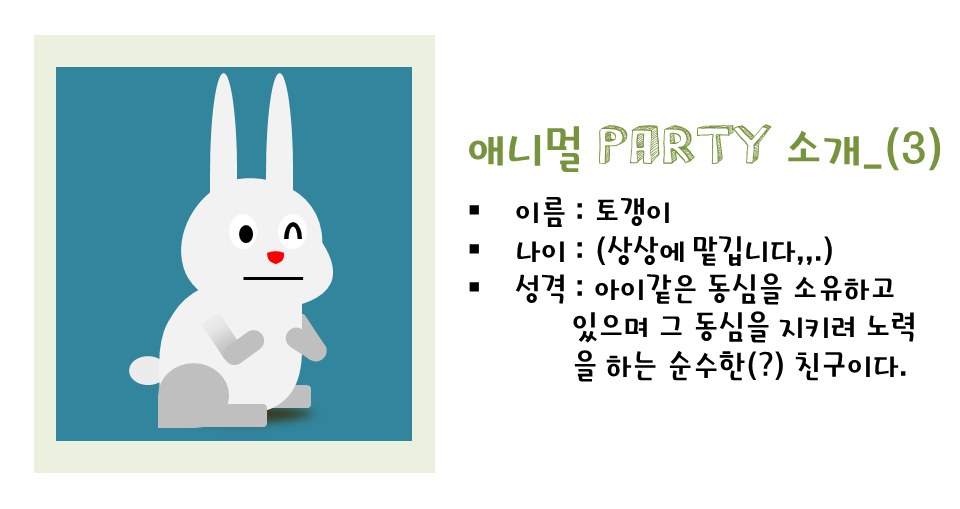 애니멀 PARTY 소개_(3)
▪ 이름 : 토갱이
▪ 나이 : (상상에 맡깁니다,,.)
▪ 성격 : 아이같은 동심을 소유하고
있으며 그 동심을 지키려 노력
을 하는 순수한(?) 친구이다.